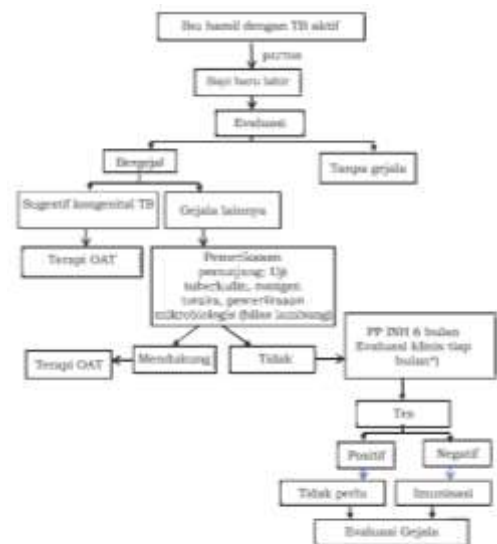 Ibu hamil dengan TB aktif
partus
Bayi baru lahir
Evaluasi
Bergejal
Tanpa gejala
Sugestif kongenital TB
Gejala lainnya
Terapi OAT
Pemeriksaan
penunjang: Uji
tuberkulin, rontgen
toraks, pemeriksaan
mikrobiologis (bilas lambung)
Terapi OAT
Mendukung
Tidak
PP INH 6 bulan
Evaluasi klinis tiap
bulan*)
Tes
Positif
Negatif
Tidak perlu
Imunisasi
Evaluasi Gejala